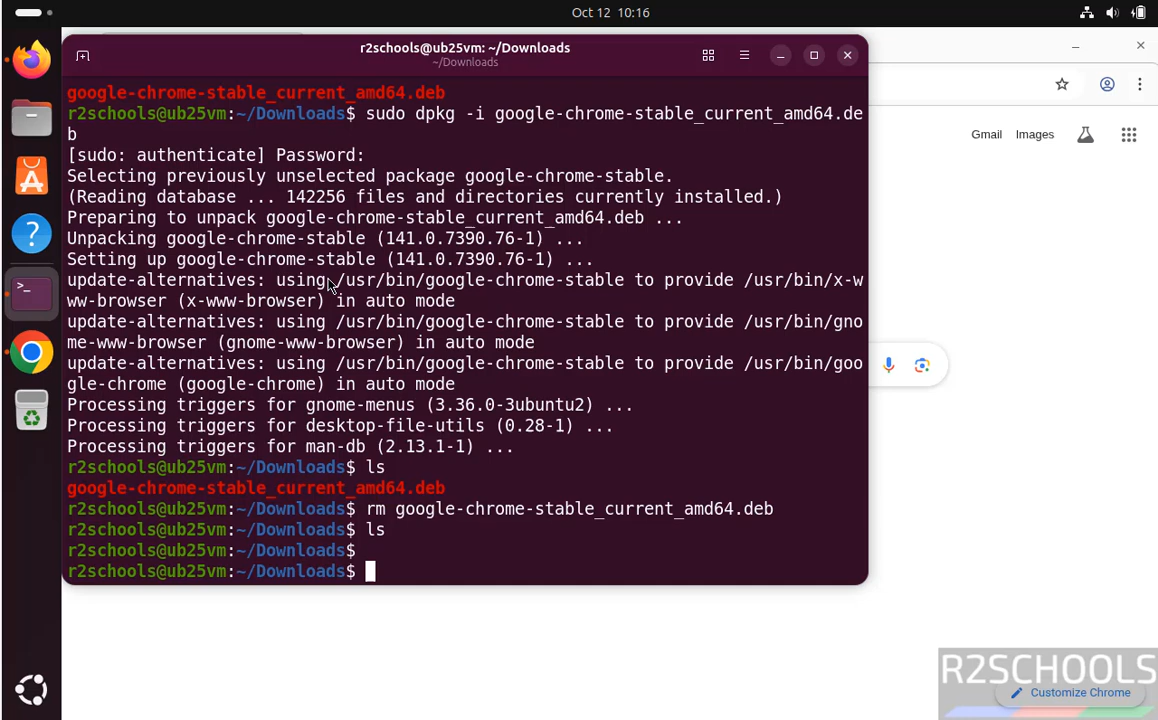 Oct 12 10:16
r2schools@ub25vm: ~/Downloads
~/Downloads
google-chrome-stable_current_amd64.deb
r2schools@ub25vm:~/Downloads$ sudo dpkg -i google-chrome-stable_current_amd64.de
b
[sudo: authenticate] Password:
Selecting previously unselected package google-chrome-stable.
(Reading database ... 142256 files and directories currently installed.)
Preparing to unpack google-chrome-stable_current_amd64.deb ...
Unpacking google-chrome-stable (141.0.7390.76-1) ...
Setting up google-chrome-stable (141.0.7390.76-1) ...
update-alternatives: using /usr/bin/google-chrome-stable to provide /usr/bin/x-w
ww-browser (x-www-browser) in auto mode
update-alternatives: using /usr/bin/google-chrome-stable to provide /usr/bin/gno
me-www-browser (gnome-www-browser) in auto mode
update-alternatives: using /usr/bin/google-chrome-stable to provide /usr/bin/goo
gle-chrome (google-chrome) in auto mode
Processing triggers for gnome-menus (3.36.0-3ubuntu2) ...
Processing triggers for desktop-file-utils (0.28-1) ...
Processing triggers for man-db (2.13.1-1) ...
r2schools@ub25vm:~/Downloads$ ls
google-chrome-stable_current_amd64.deb
r2schools@ub25vm:~/Downloads$ rm google-chrome-stable_current_amd64.deb
r2schools@ub25vm:~/Downloads$ ls
r2schools@ub25vm:~/Downloads$
r2schools@ub25vm:~/Downloads$
Gmail Images
R2SCHOOLS
Customize Chrome